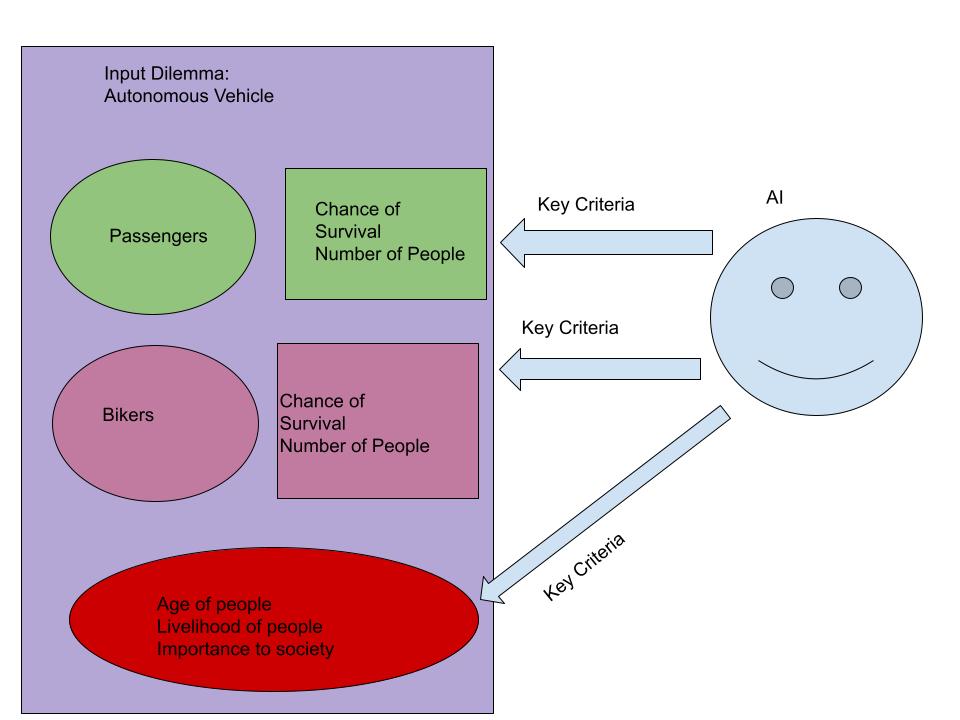 Input Dilemma:
Autonomous Vehicle
Passengers
Chance of
Survival
Number of People
Key Criteria
AI
Key Criteria
Bikers
Chance of
Survival
Number of People
Key Criteria
Age of people
Livelihood of people
Importance to society